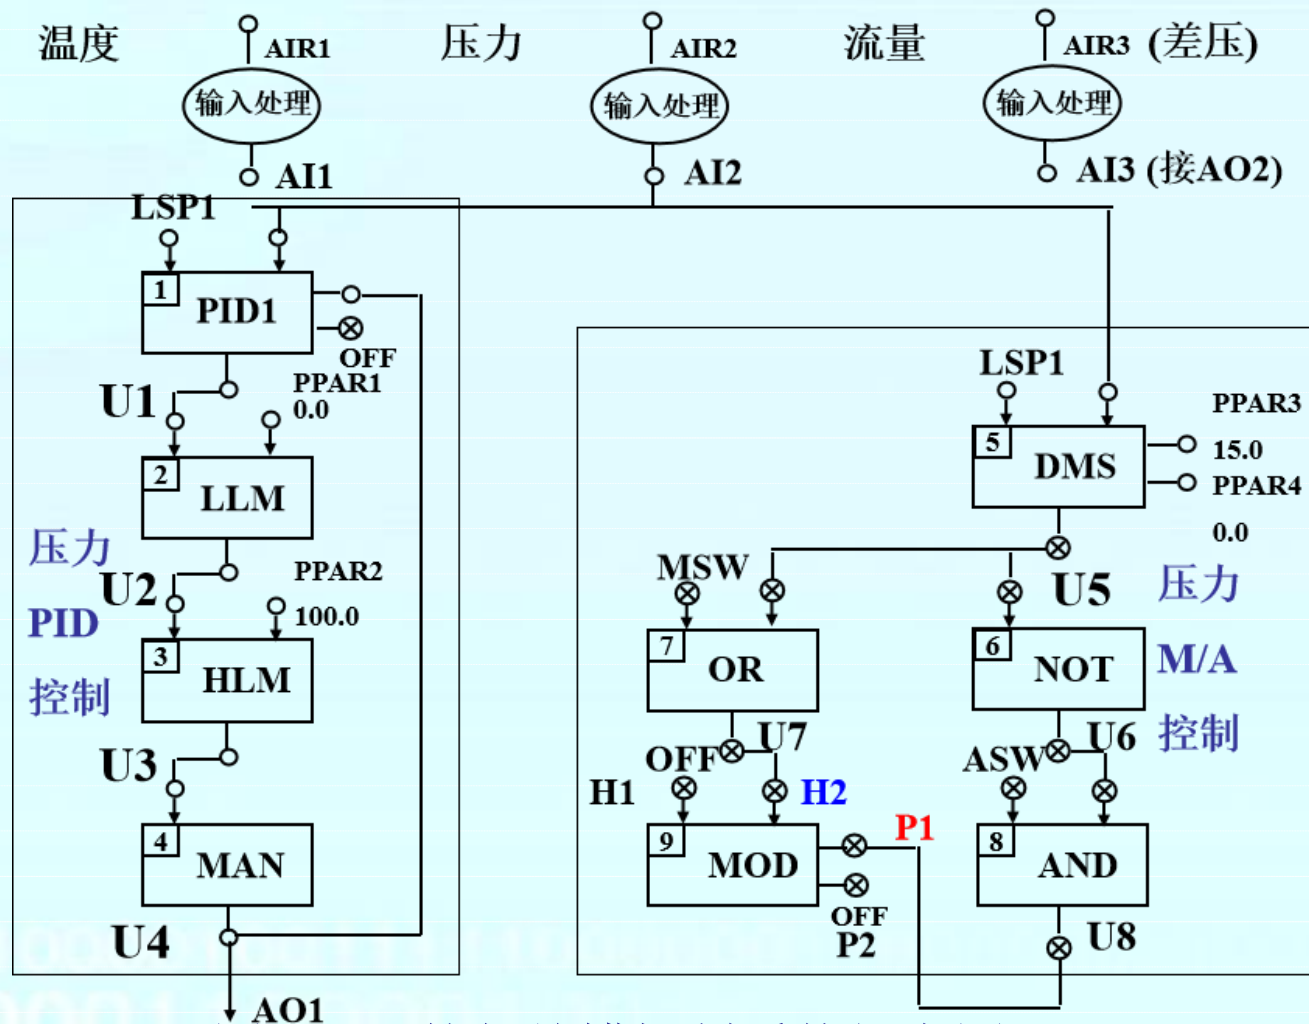 温度 AIR1 压力 AIR2 流量 AIR3 (差压)
输入处理 输入处理 输入处理
AI1 AI2 AI3 (接AO2)
LSP1
1 PID1
OFF
U1 PPAR1
0.0
2 LLM
压力
PID
控制
U2 PPAR2
100.0
3 HLM
U3
4 MAN
U4
AO1
LSP1
5 DMS
PPAR3
15.0
PPAR4
0.0
U5
压力
M/A
控制
MSW
7 OR
6 NOT
U7
U6
OFF
H1
H2
ASW
9 MOD
P1
OFF
P2
8 AND
U8